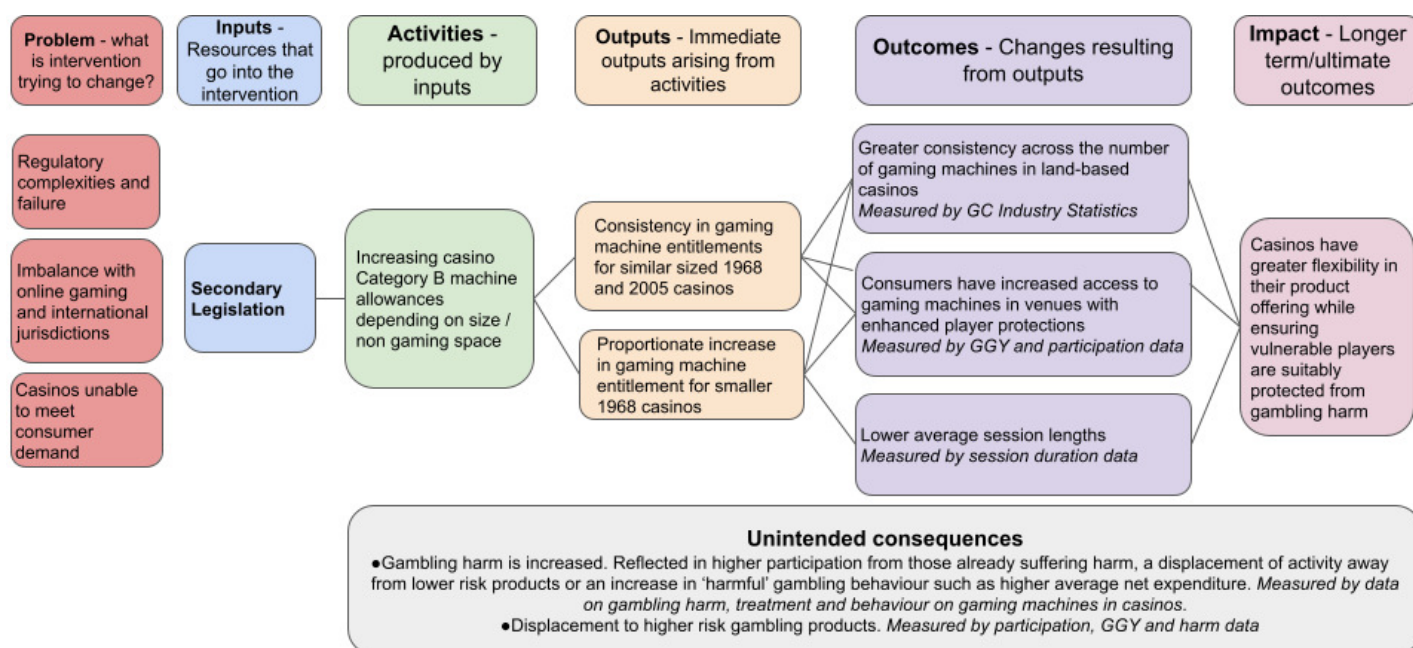 Problem - what
is intervention
trying to change?
Inputs -
Resources that
go into the
intervention
Activities -
produced by
inputs
Outputs - Immediate
outputs arising from
activities
Outcomes - Changes resulting
from outputs
Impact - Longer
term/ultimate
outcomes
Regulatory
complexities and
failure
Imbalance with
online gaming
and international
jurisdictions
Casinos unable
to meet
consumer
demand
Secondary
Legislation
Increasing casino
Category B machine
allowances
depending on size /
non gaming space
Consistency in gaming
machine entitlements
for similar sized 1968
and 2005 casinos
Proportionate increase
in gaming machine
entitlement for smaller
1968 casinos
Greater consistency across the number
of gaming machines in land-based
casinos
Measured by GC Industry Statistics
Consumers have increased access to
gaming machines in venues with
enhanced player protections
Measured by GGY and participation data
Lower average session lengths
Measured by session duration data
Casinos have
greater flexibility in
their product
offering while
ensuring
vulnerable players
are suitably
protected from
gambling harm
Unintended consequences
●Gambling harm is increased. Reflected in higher participation from those already suffering harm, a displacement of activity away
from lower risk products or an increase in ‘harmful’ gambling behaviour such as higher average net expenditure. Measured by data
on gambling harm, treatment and behaviour on gaming machines in casinos.
●Displacement to higher risk gambling products. Measured by participation, GGY and harm data